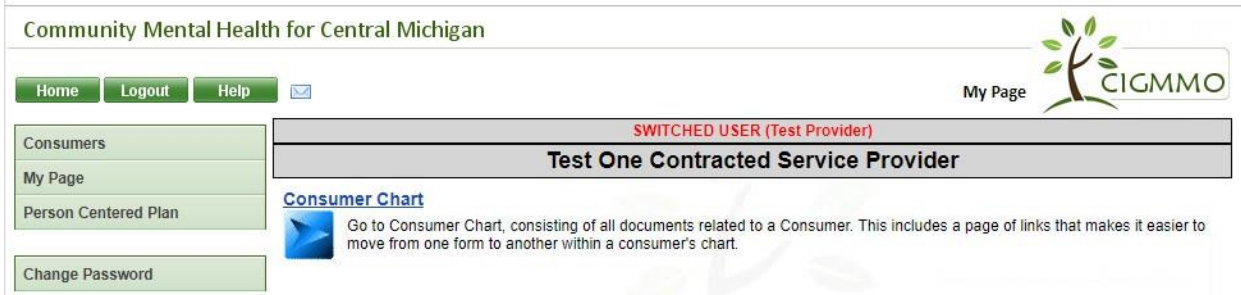 Community Mental Health for Central Michigan
Home Logout Help
My Page
CIGMMO
Consumers
My Page
Person Centered Plan
Change Password
SWITCHED USER (Test Provider)
Test One Contracted Service Provider
Consumer Chart
Go to Consumer Chart, consisting of all documents related to a Consumer. This includes a page of links that makes it easier to
move from one form to another within a consumer's chart.